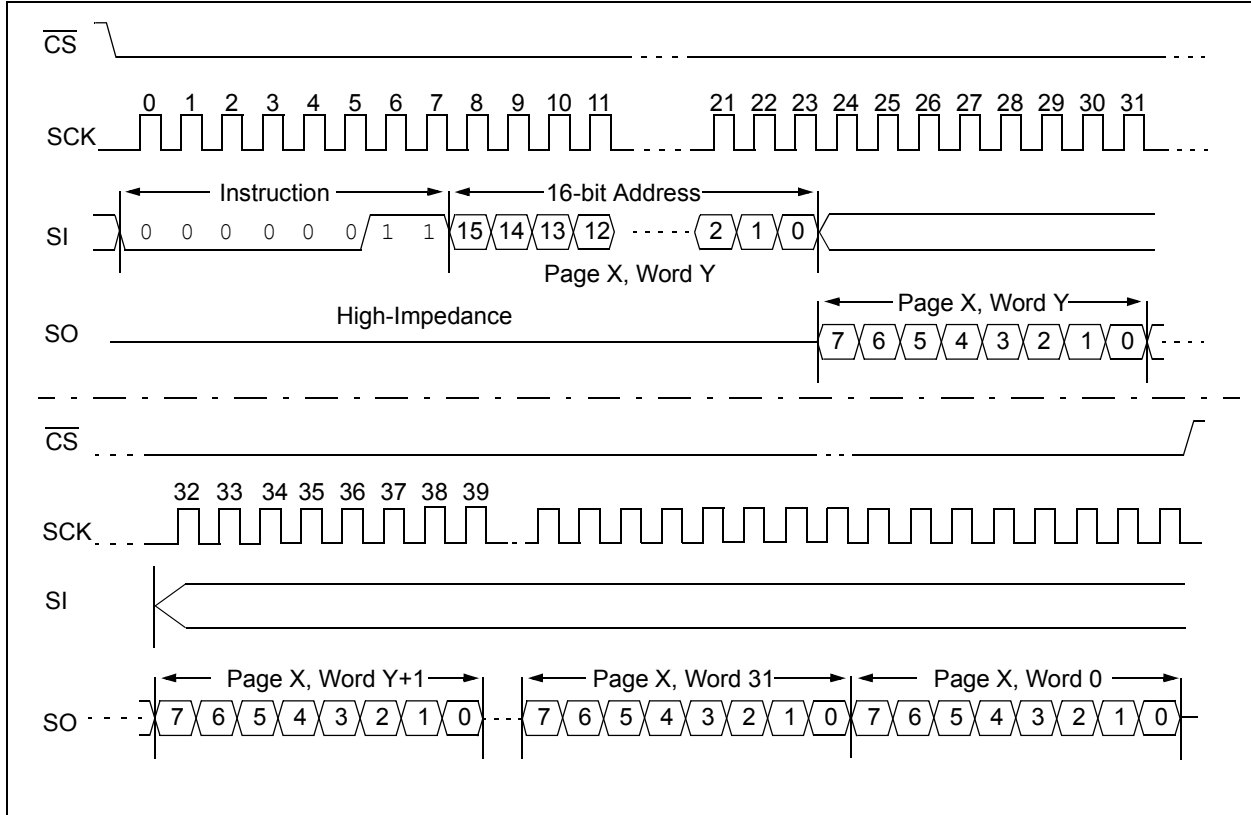 CS
0 1 2 3 4 5 6 7 8 9 10 11 21 22 23 24 25 26 27 28 29 30 31
SCK
Instruction 16-bit Address
SI 0 0 0 0 0 0 1 1 15 14 13 12 2 1 0
Page X, Word Y
High-Impedance Page X, Word Y
SO 7 6 5 4 3 2 1 0
CS
32 33 34 35 36 37 38 39
SCK
SI
Page X, Word Y+1 Page X, Word 31 Page X, Word 0
SO 7 6 5 4 3 2 1 0 7 6 5 4 3 2 1 0 7 6 5 4 3 2 1 0